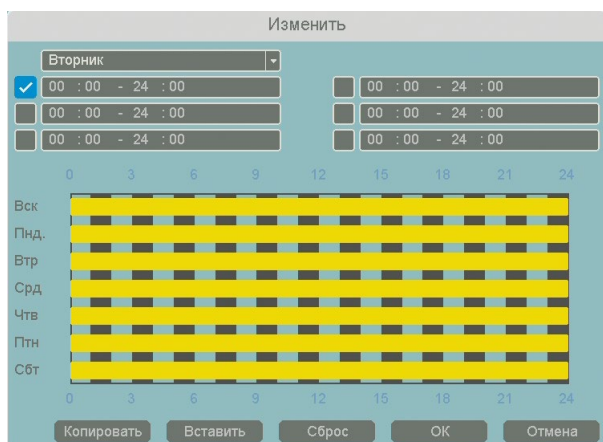 Изменить
Вторник
00 : 00 - 24 : 00 00 : 00 - 24 : 00
00 : 00 - 24 : 00 00 : 00 - 24 : 00
00 : 00 - 24 : 00 00 : 00 - 24 : 00
0 3 6 9 12 15 18 21 24
Вск
Пнд.
Втр
Срд
Чтв
Птн
Сбт
0 3 6 9 12 15 18 21 24
Копировать Вставить Сброс ОК Отмена